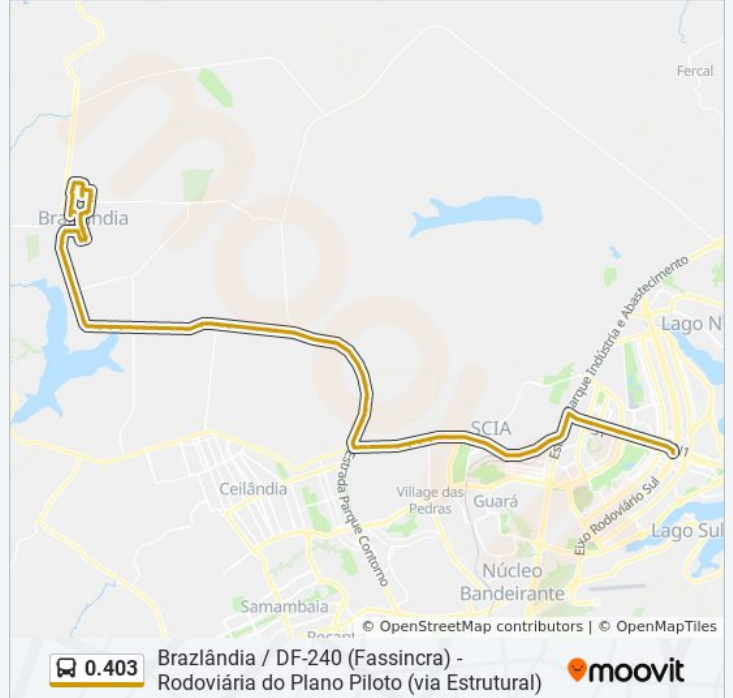 Fercal
Brazlândia
Parque Indústria e Abastecimento
Lago N
SCIA
Ceilândia
Estrada Parque Contorno
Village das
Pedras
Guará
Eixo Rodoviário Sul
Lago Sul
Núcleo
Bandeirante
Samambaia
© OpenStreetMap contributors | © OpenMapTiles
0.403
Brazlândia / DF-240 (Fassincra) -
Rodoviária do Plano Piloto (via Estrutural)
moovit